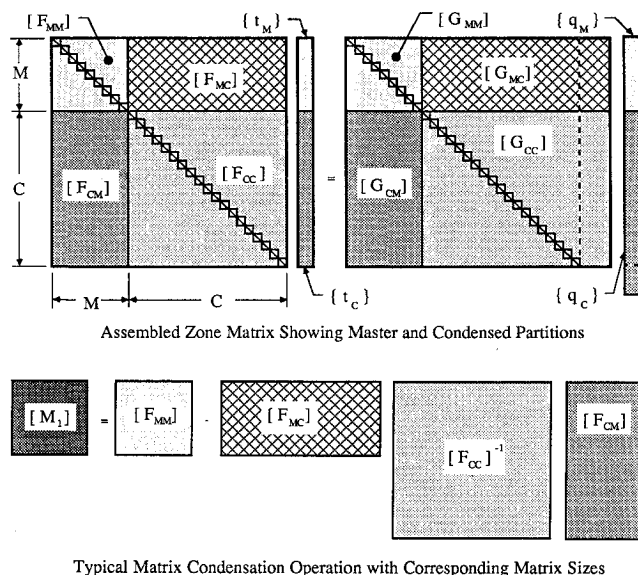 [F_MM]
{t_M}
[G_MM]
{q_M}
M
[F_MC]
[G_MC]
C
[F_CM]
[F_CC]
=
[G_CM]
[G_CC]
M
C
{t_C}
{q_C}
Assembled Zone Matrix Showing Master and Condensed Partitions
[M_1] = [F_MM] - [F_MC] [F_CC]^-1 [F_CM]
Typical Matrix Condensation Operation with Corresponding Matrix Sizes